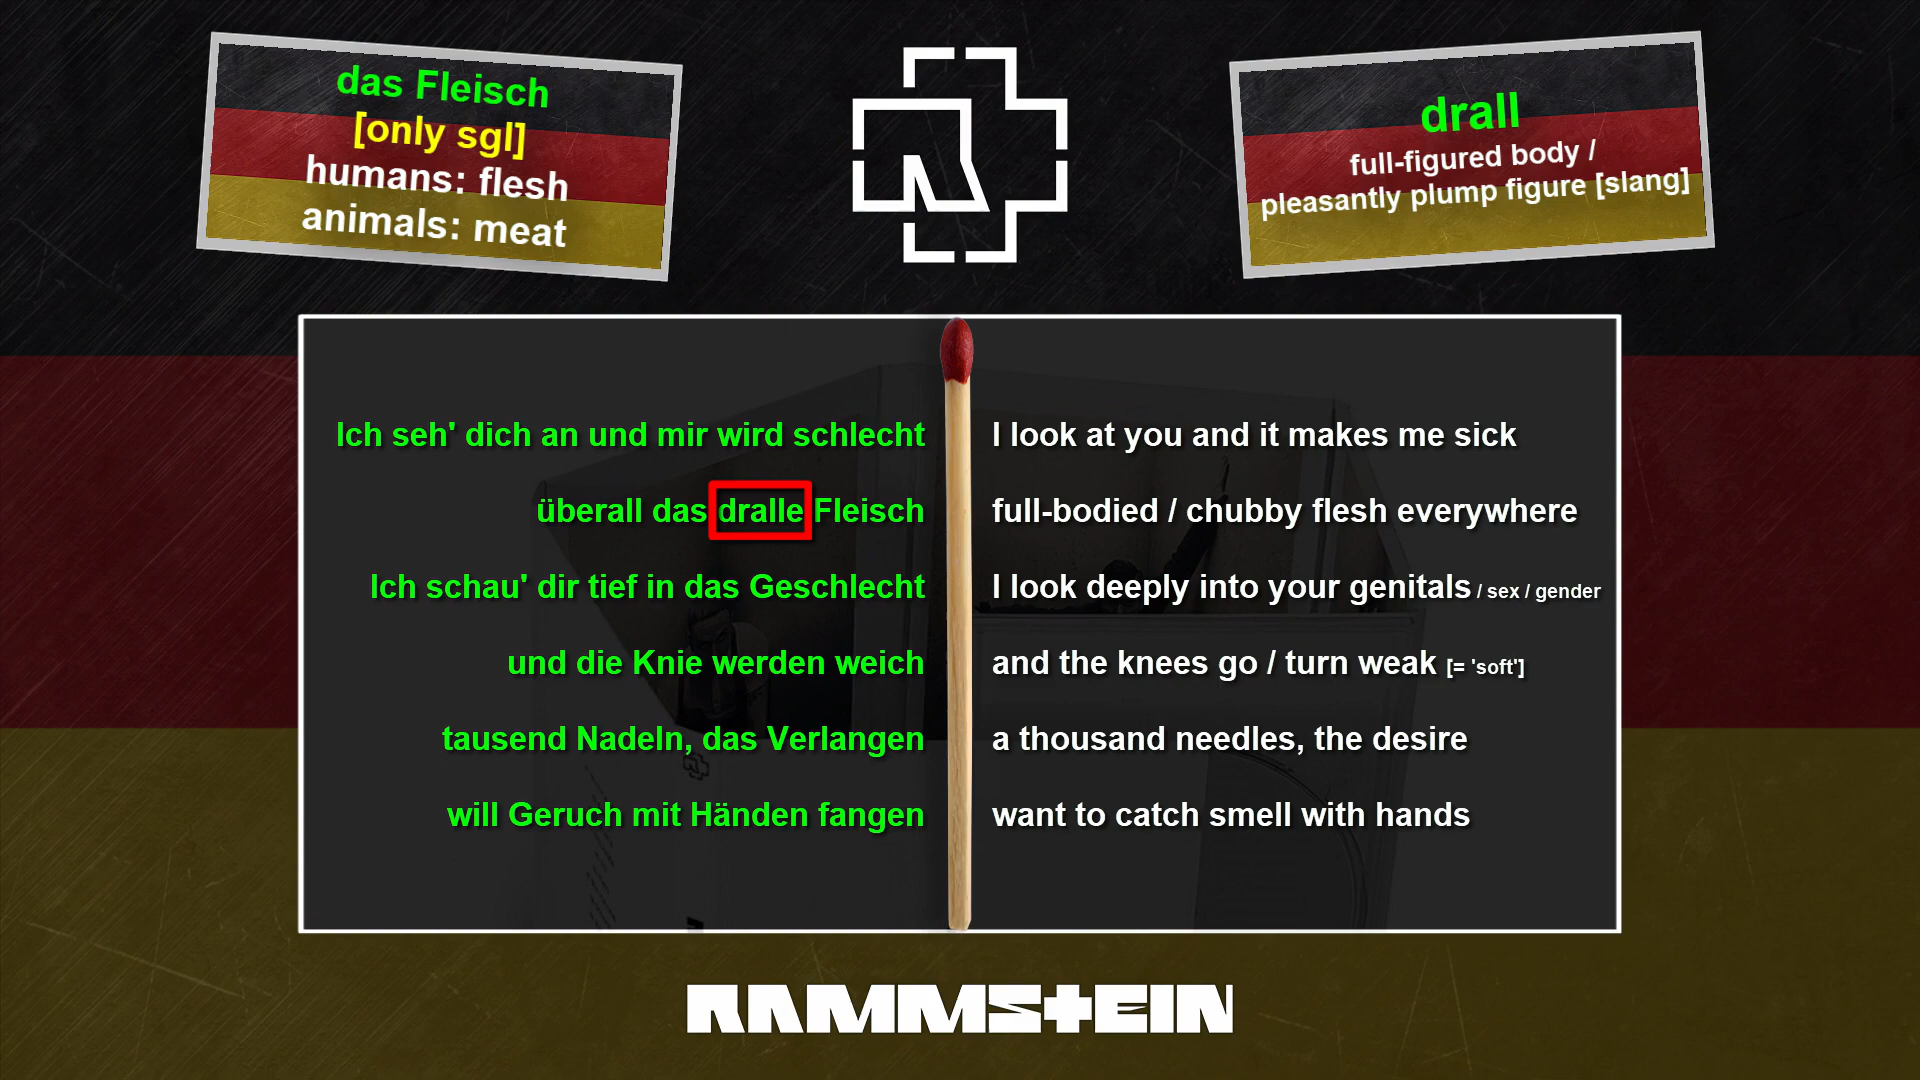 das Fleisch
[only sgl]
humans: flesh
animals: meat
drall
full-figured body /
pleasantly plump figure [slang]
Ich seh' dich an und mir wird schlecht
I look at you and it makes me sick
überall das dralle Fleisch
full-bodied / chubby flesh everywhere
Ich schau' dir tief in das Geschlecht
I look deeply into your genitals / sex / gender
und die Knie werden weich
and the knees go / turn weak [= 'soft']
tausend Nadeln, das Verlangen
a thousand needles, the desire
will Geruch mit Händen fangen
want to catch smell with hands
RAMMSTEIN